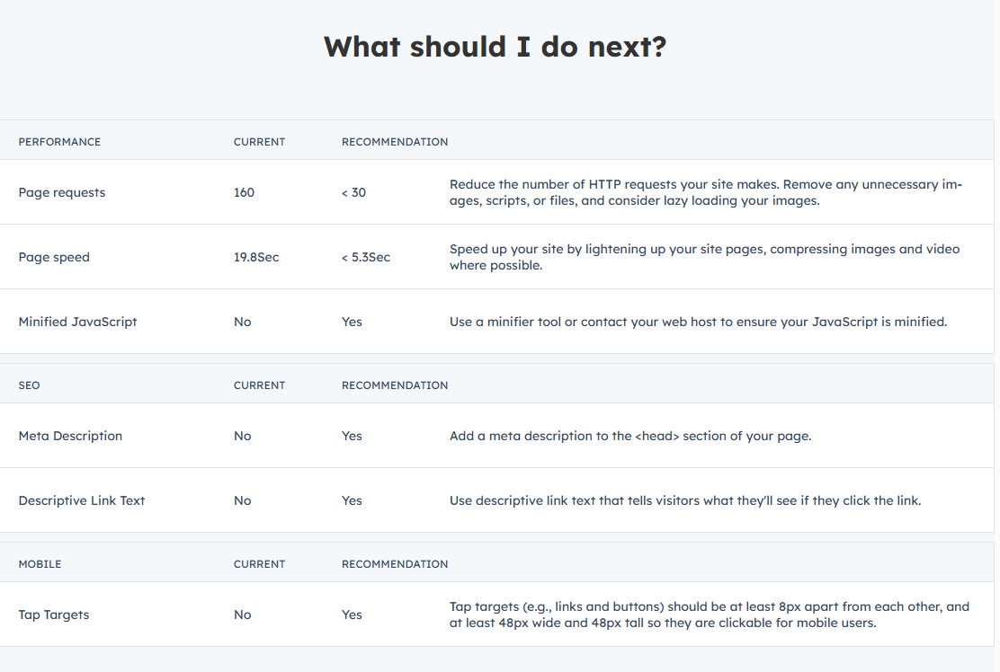 What should I do next?
PERFORMANCE CURRENT RECOMMENDATION
Page requests 160 < 30 Reduce the number of HTTP requests your site makes. Remove any unnecessary im-
ages, scripts, or files, and consider lazy loading your images.
Page speed 19.8Sec < 5.3Sec Speed up your site by lightening up your site pages, compressing images and video
where possible.
Minified JavaScript No Yes Use a minifier tool or contact your web host to ensure your JavaScript is minified.
SEO CURRENT RECOMMENDATION
Meta Description No Yes Add a meta description to the <head> section of your page.
Descriptive Link Text No Yes Use descriptive link text that tells visitors what they'll see if they click the link.
MOBILE CURRENT RECOMMENDATION
Tap Targets No Yes Tap targets (e.g., links and buttons) should be at least 8px apart from each other, and
at least 48px wide and 48px tall so they are clickable for mobile users.